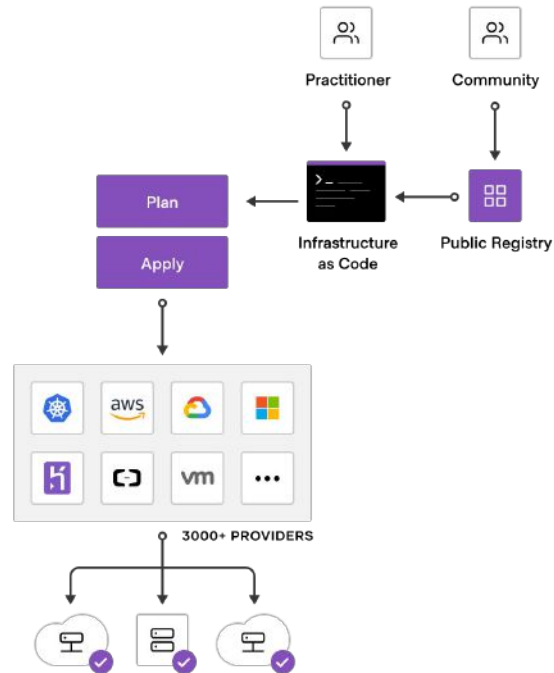 Practitioner
Community
Plan
Apply
Infrastructure
as Code
Public Registry
aws
vm
3000+ PROVIDERS